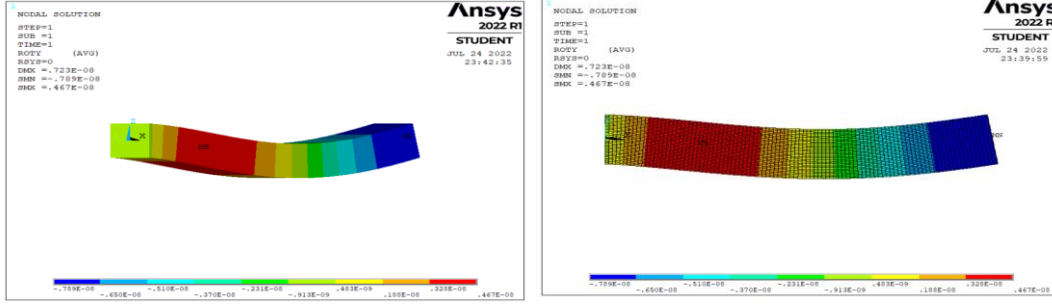 1
NODAL SOLUTION
STEP=1
SUB =1
TIME=1
ROTY (AVG)
RSYS=0
DMX =.723E-08
SMN =-.789E-08
SMX =.467E-08
Ansys
2022 R1
STUDENT
JUL 24 2022
23:42:35
Z
X
MN
-.789E-08 -.510E-08 -.231E-08 .483E-09 .328E-08
-.650E-08 -.370E-08 -.913E-09 .188E-08 .467E-08
1
NODAL SOLUTION
STEP=1
SUB =1
TIME=1
ROTY (AVG)
RSYS=0
DMX =.723E-08
SMN =-.789E-08
SMX =.467E-08
Ansys
2022 R1
STUDENT
JUL 24 2022
23:39:59
MN
-.789E-08 -.510E-08 -.231E-08 .483E-09 .328E-08
-.650E-08 -.370E-08 -.913E-09 .188E-08 .467E-08